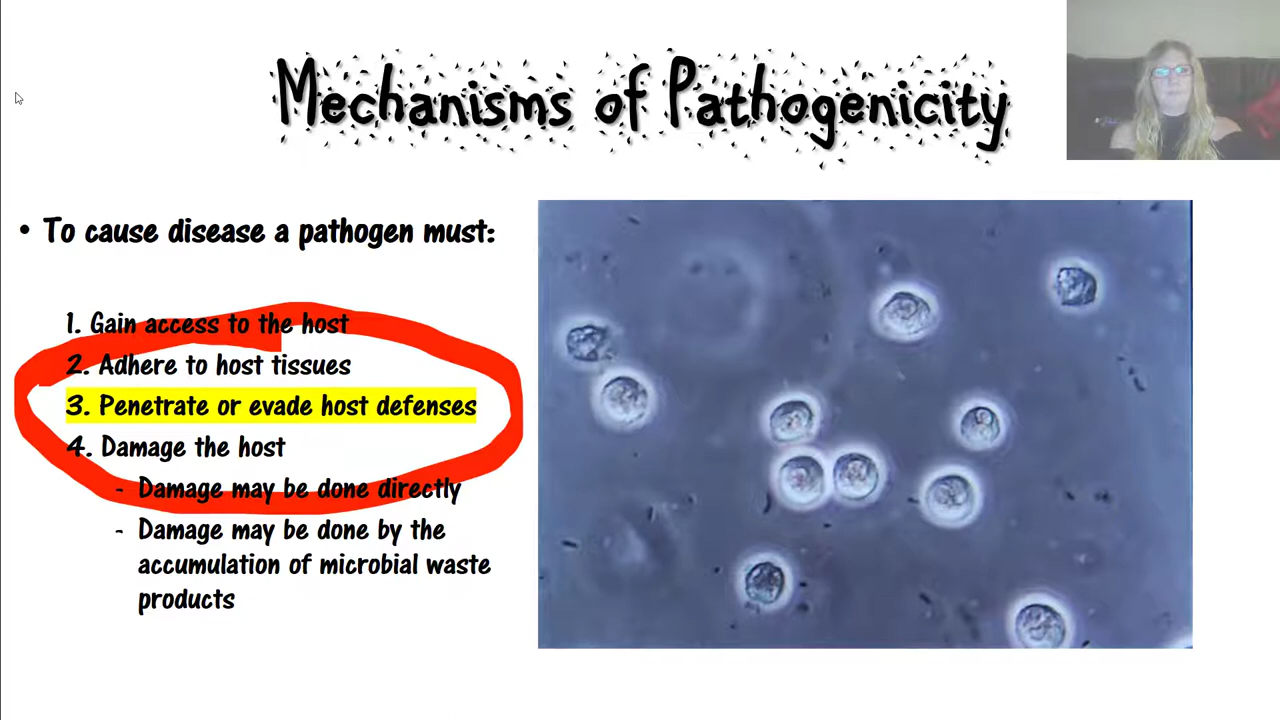 Mechanisms of Pathogenicity
• To cause disease a pathogen must:
1. Gain access to the host
2. Adhere to host tissues
3. Penetrate or evade host defenses
4. Damage the host
- Damage may be done directly
- Damage may be done by the
accumulation of microbial waste
products